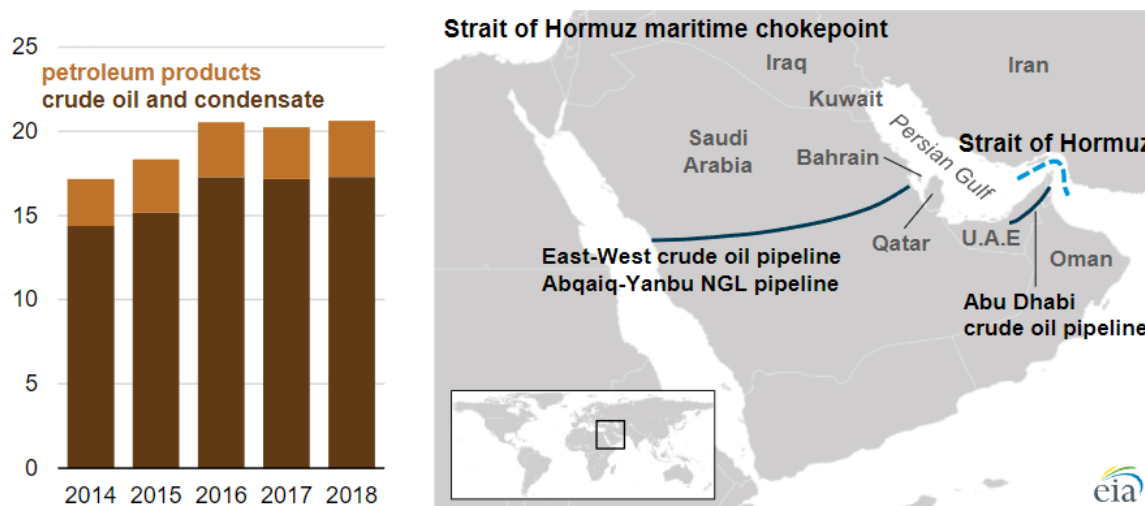 25
petroleum products
crude oil and condensate
20
15
10
5
0
2014 2015 2016 2017 2018
Strait of Hormuz maritime chokepoint
Iraq
Iran
Kuwait
Saudi
Arabia
Persian Gulf
Strait of Hormuz
Bahrain
Qatar
U.A.E
Oman
East-West crude oil pipeline
Abqaiq-Yanbu NGL pipeline
Abu Dhabi
crude oil pipeline
eia